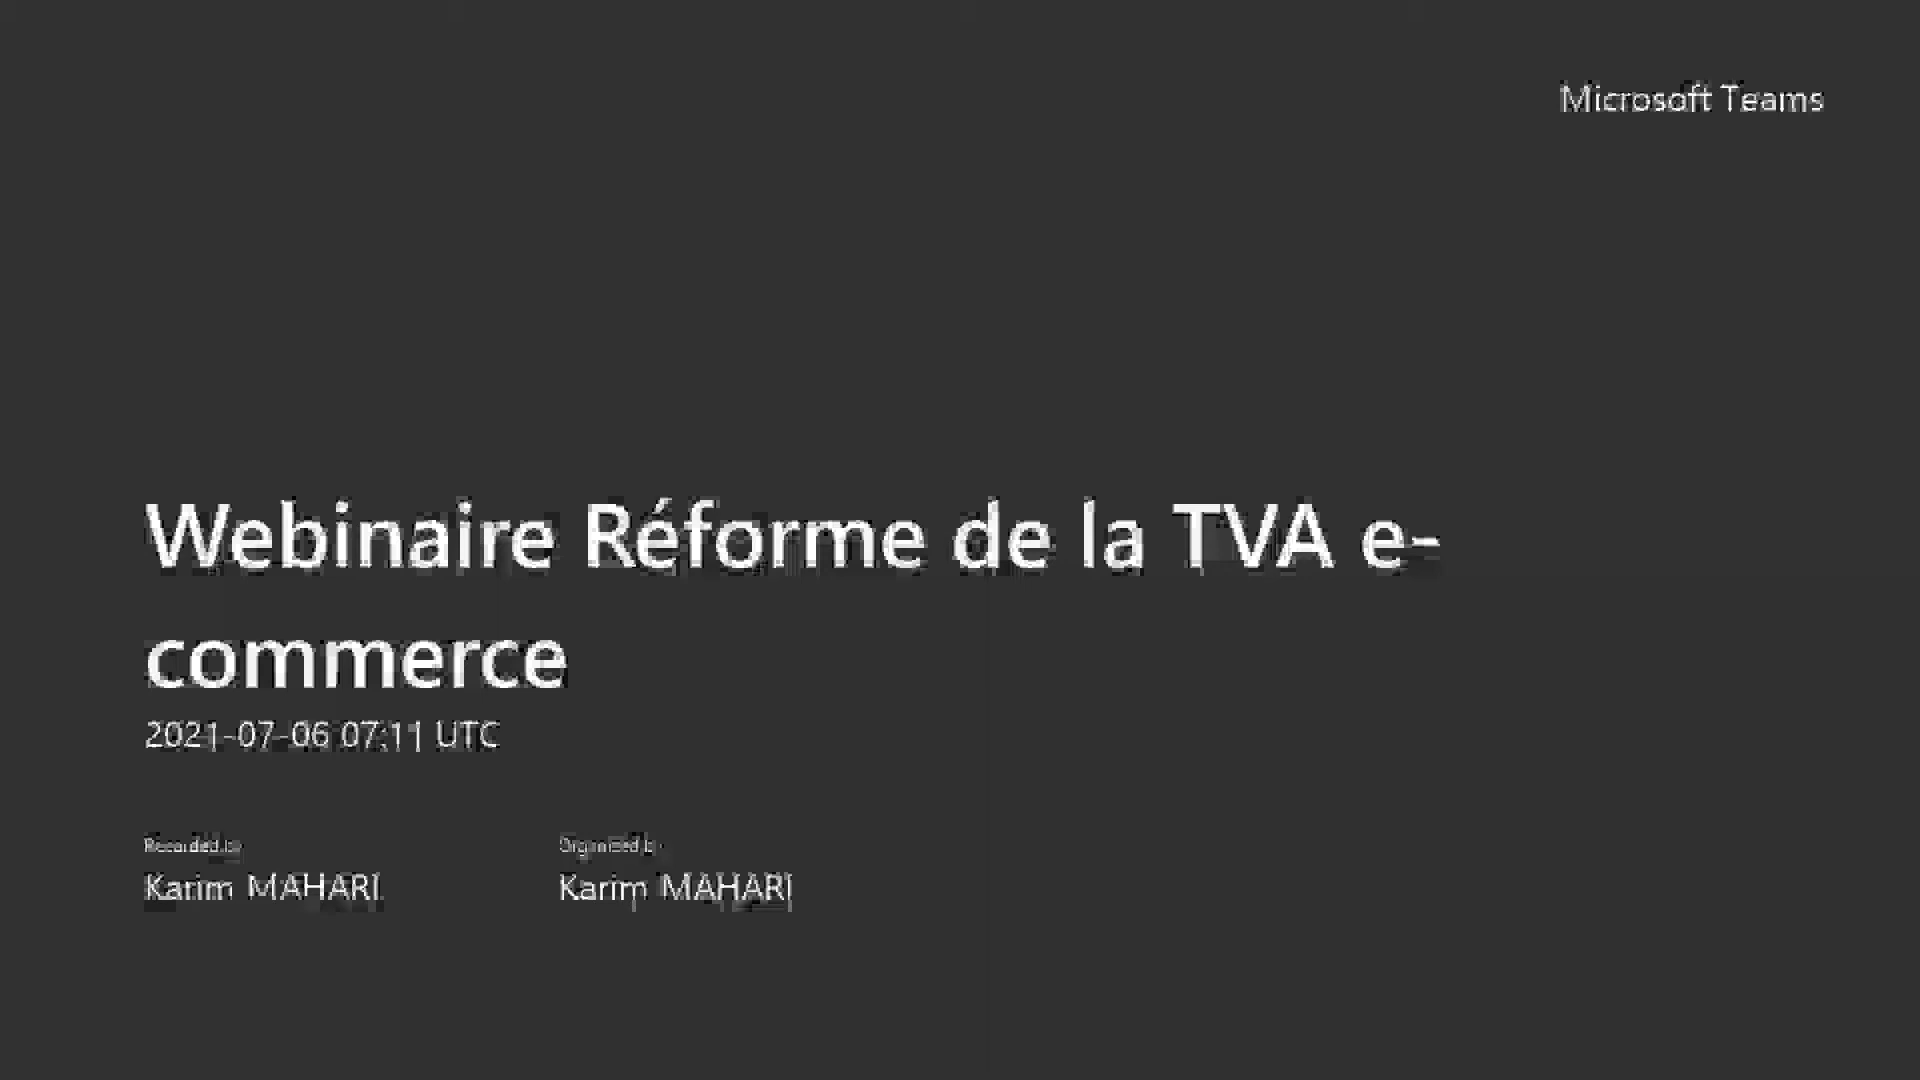 Microsoft Teams
Webinaire Réforme de la TVA e-
commerce
2021-07-06 07:11 UTC
Recorded by
Organized by
Karim MAHARI
Karim MAHARI